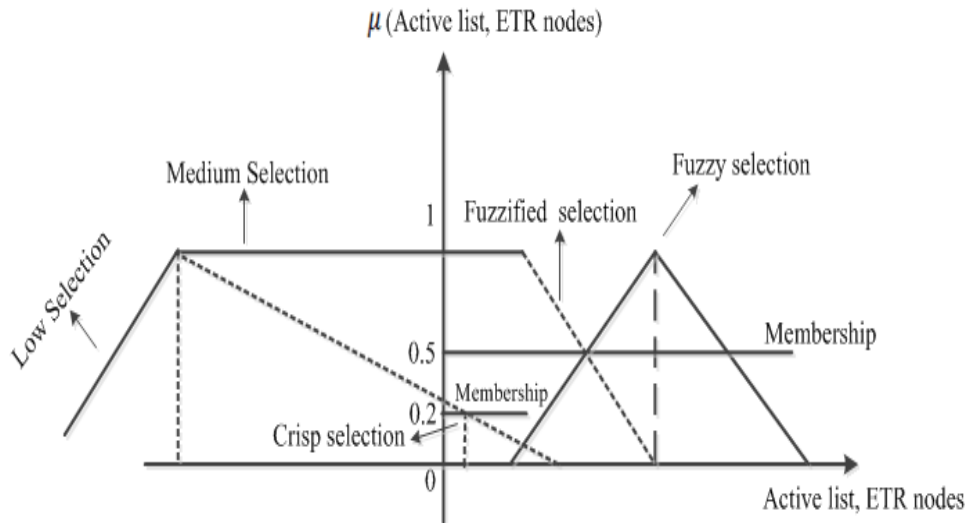 μ (Active list, ETR nodes)
Medium Selection
Fuzzy selection
1
Fuzzified selection
Low Selection
0.5
Membership
Membership
0.2
Crisp selection
0
Active list, ETR nodes